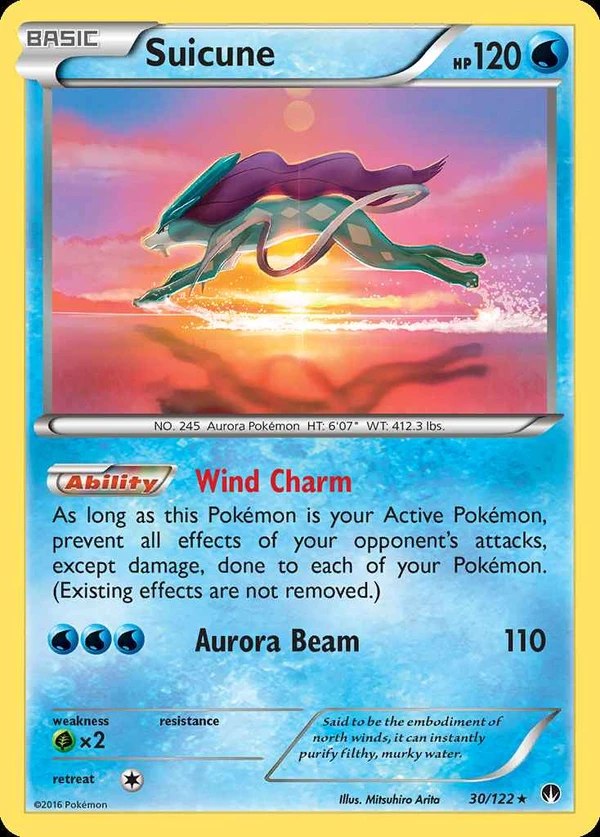 BASIC
Suicune
HP 120
NO. 245 Aurora Pokémon HT: 6'07" WT: 412.3 lbs.
Ability Wind Charm
As long as this Pokémon is your Active Pokémon,
prevent all effects of your opponent's attacks,
except damage, done to each of your Pokémon.
(Existing effects are not removed.)
Aurora Beam 110
weakness resistance
×2
Said to be the embodiment of
north winds, it can instantly
purify filthy, murky water.
retreat
Illus. Mitsuhiro Arita 30/122 ★
©2016 Pokémon